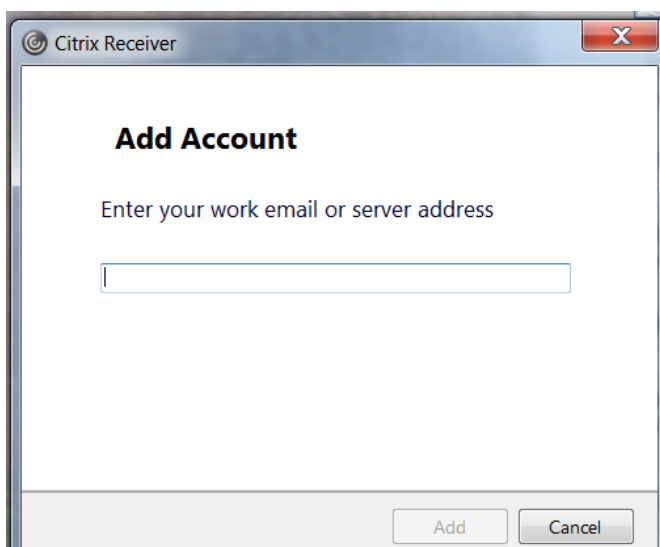 Citrix Receiver
Add Account
Enter your work email or server address
Add
Cancel